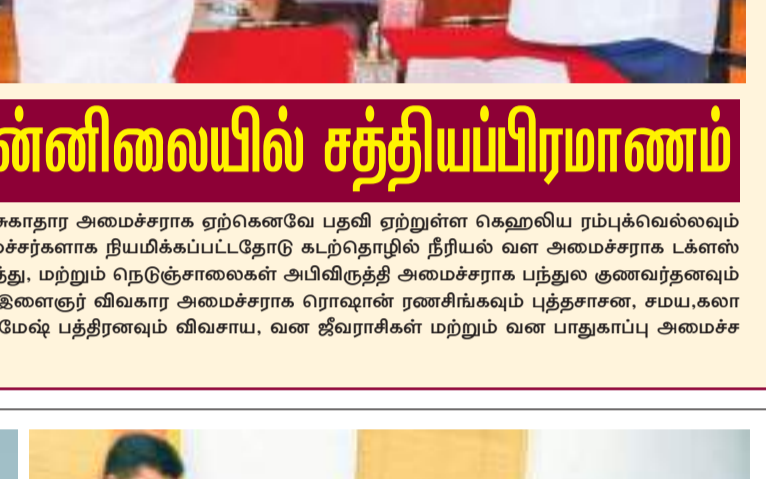 ன்னிலையில் சத்தியப்பிரமாணம்
சுகாதார அமைச்சராக ஏற்கெனவே பதவி ஏற்றுள்ள கெஹலிய ரம்புக்வெல்லவும்
மச்சர்களாக நியமிக்கப்பட்டதோடு கடற்தொழில் நீரியல் வள அமைச்சராக டக்ளஸ்
த்து, மற்றும் நெடுஞ்சாலைகள் அபிவிருத்தி அமைச்சராக பந்துல குணவர்தனவும்
இளைஞர் விவகார அமைச்சராக ரொஷான் ரணசிங்கவும் புத்தசாசன, சமய,கலா
மேஷ் பத்திரனவும் விவசாய, வன ஜீவராசிகள் மற்றும் வன பாதுகாப்பு அமைச்ச